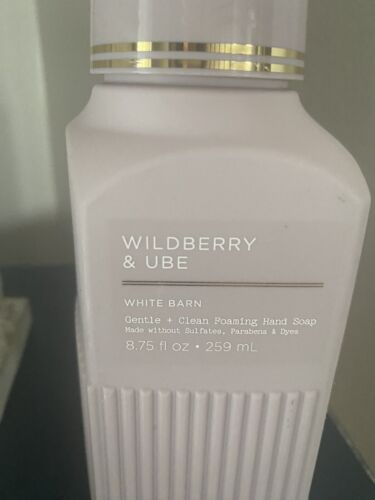 WILDBERRY
& UBE
WHITE BARN
Gentle + Clean Foaming Hand Soap
Made without Sulfates, Parabens & Dyes
8.75 fl oz • 259 mL